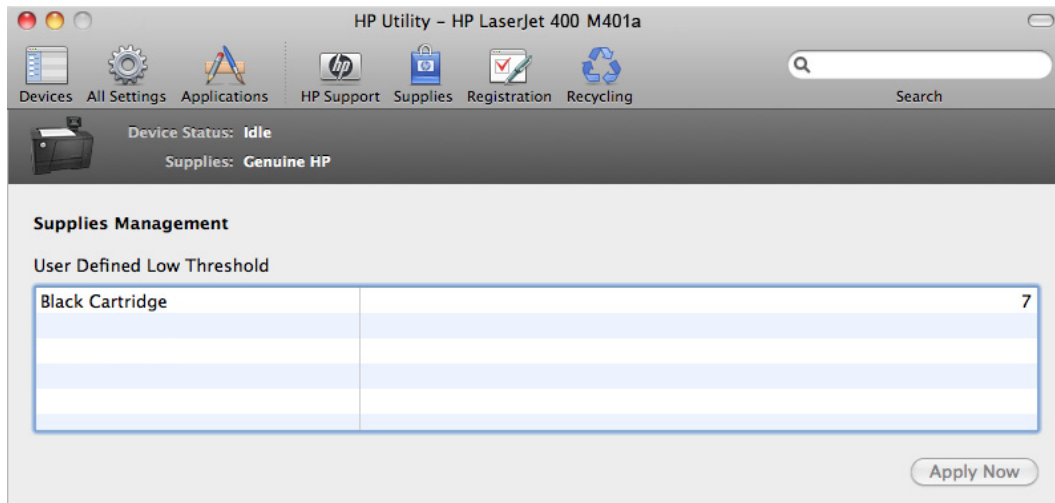 HP Utility – HP LaserJet 400 M401a
Devices All Settings Applications HP Support Supplies Registration Recycling Search
Device Status: Idle
Supplies: Genuine HP
Supplies Management
User Defined Low Threshold
Black Cartridge 7
Apply Now